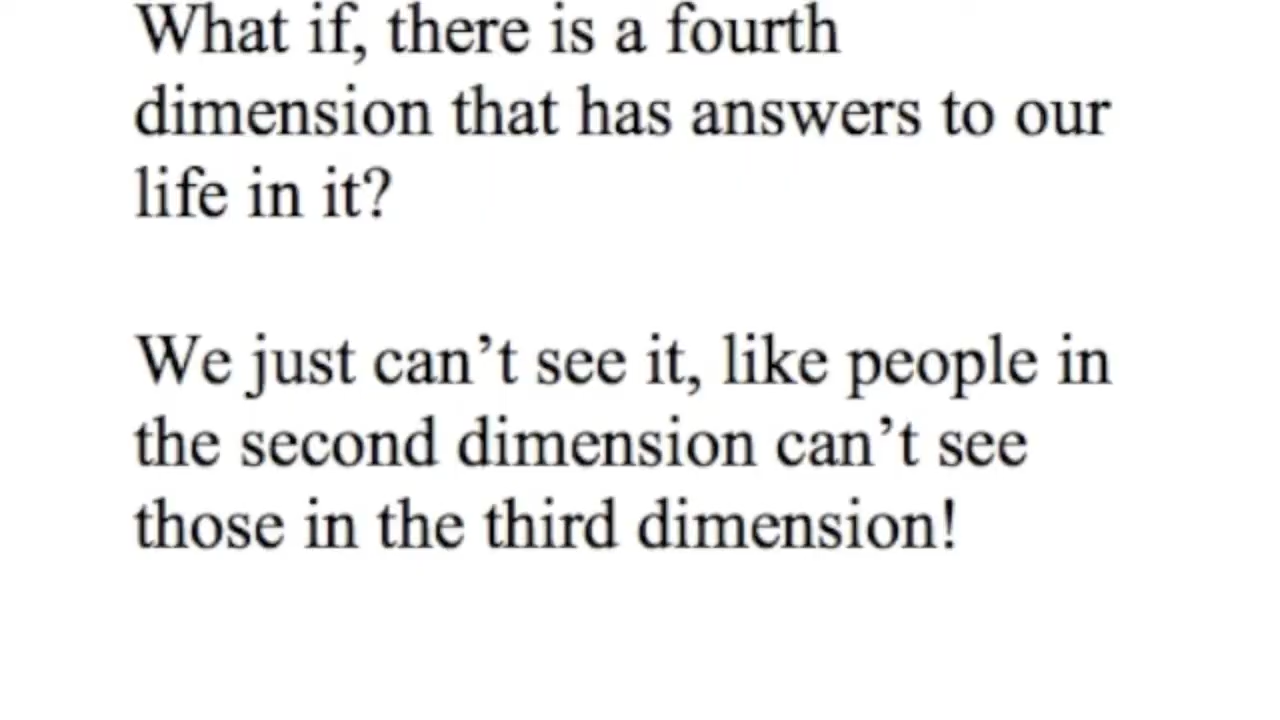 What if, there is a fourth
dimension that has answers to our
life in it?
We just can’t see it, like people in
the second dimension can’t see
those in the third dimension!